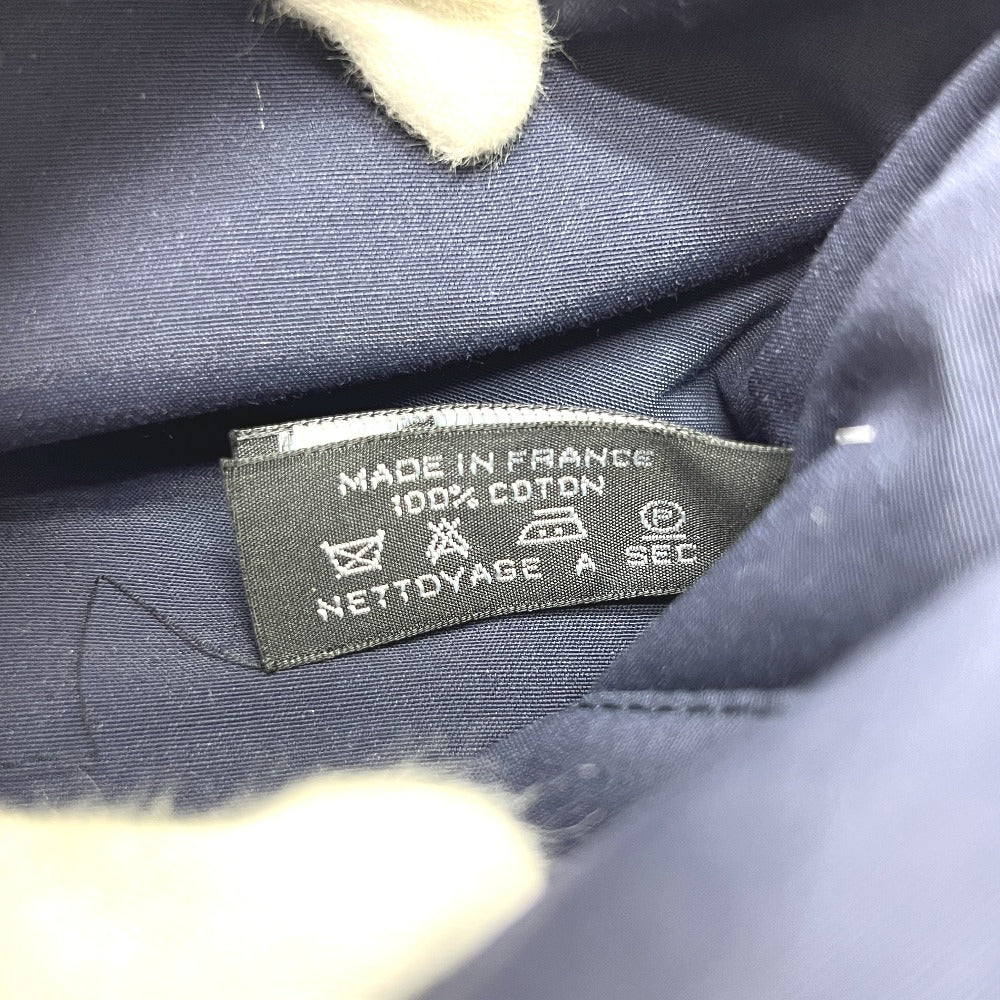 MADE IN FRANCE
100% COTON
P
NETTOYAGE A SEC